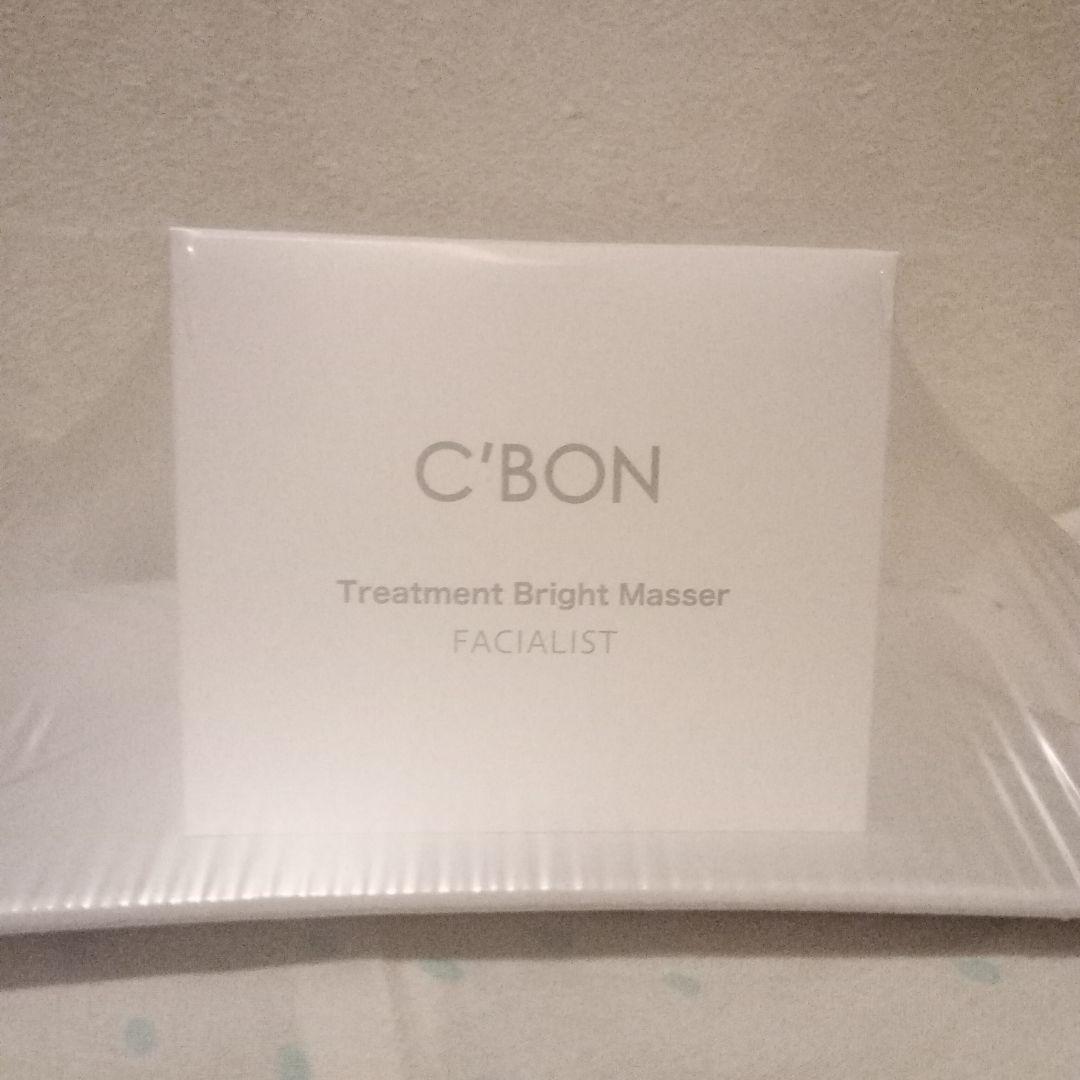 C'BON
Treatment Bright Masser
FACIALIST